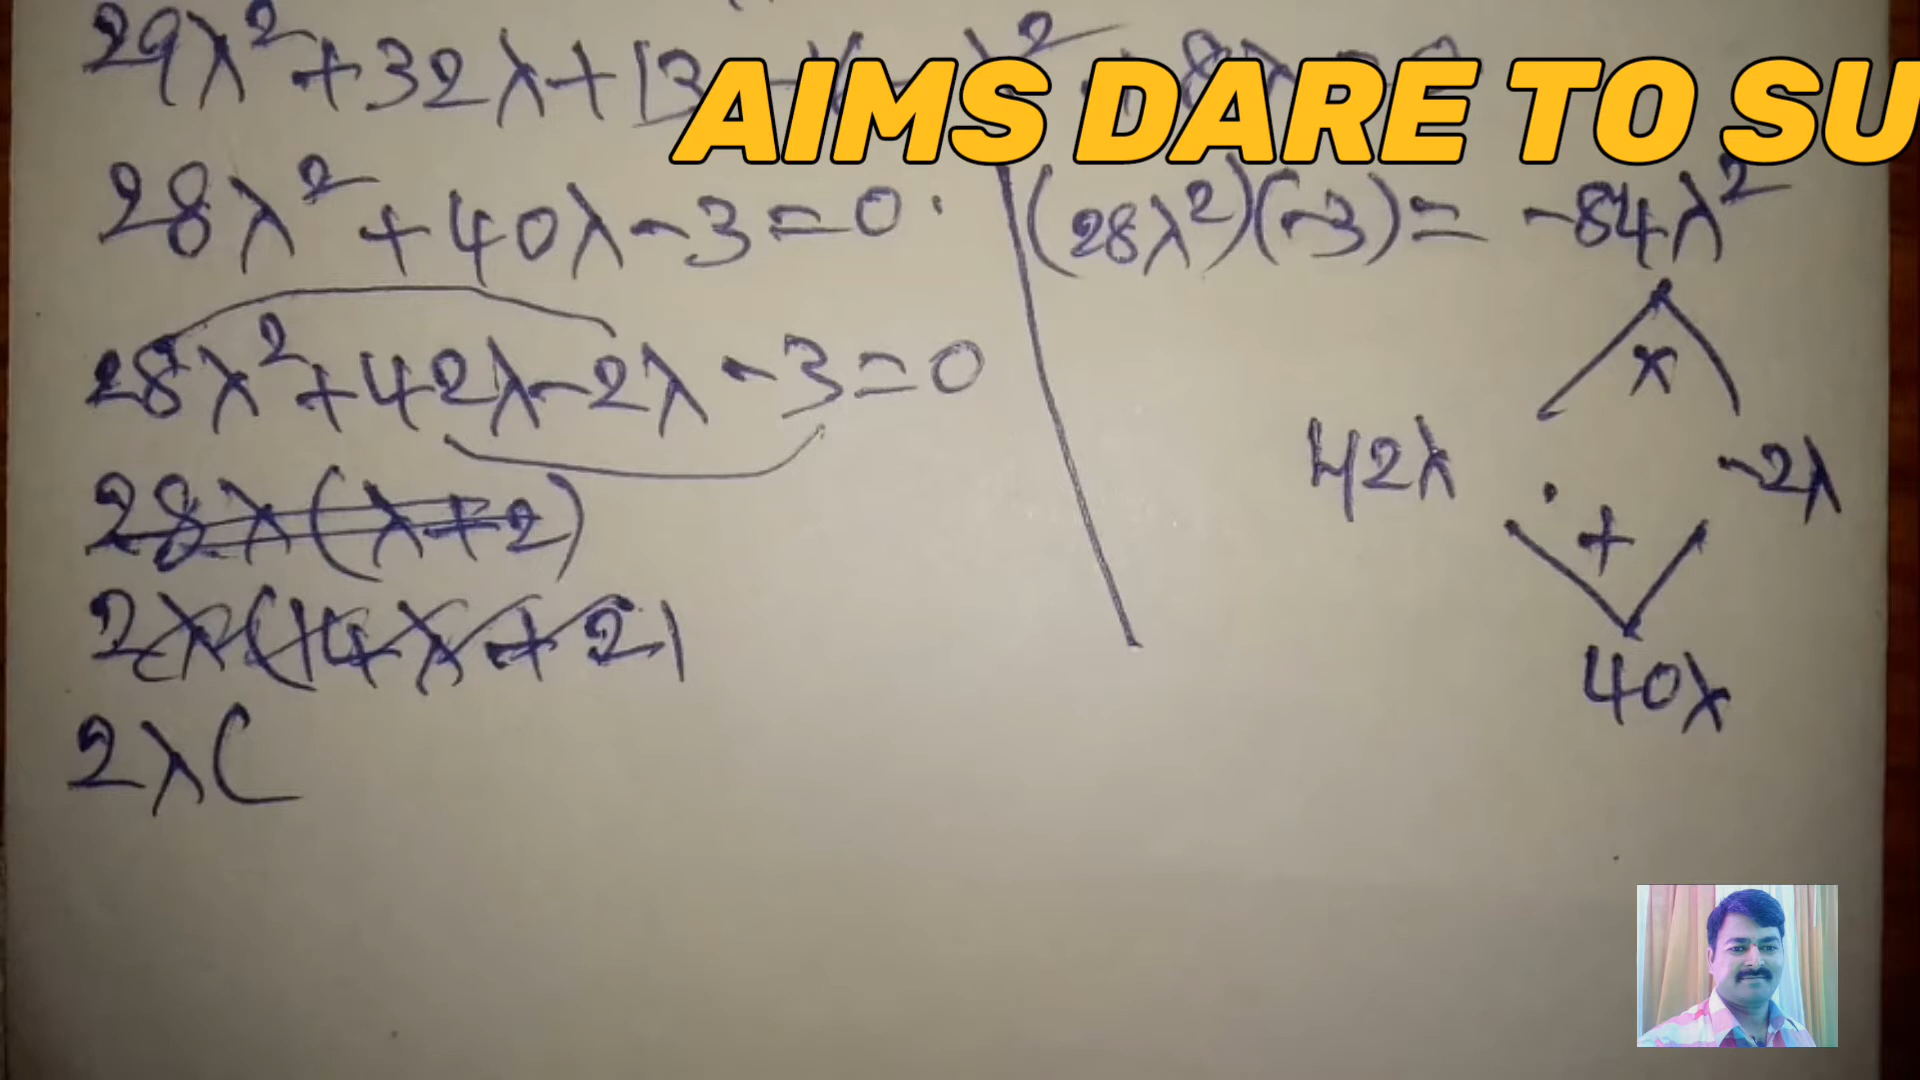 AIMS DARE TO SU
29λ²+32λ+13
28λ²+40λ-3=0.
(28λ²)(-3)= -84λ²
28λ²+42λ-2λ-3=0
×
42λ -2λ
28λ(λ+2)
+
2λ(14λ+21
40λ
2λ(